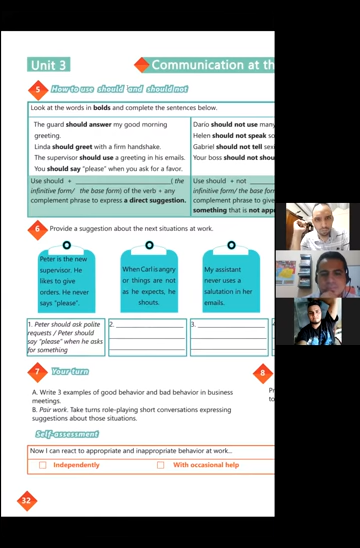 Unit 3
Communication at th
5
How to use should and should not
Look at the words in bolds and complete the sentences below.
The guard should answer my good morning
greeting.
Linda should greet with a firm handshake.
The supervisor should use a greeting in his emails.
You should say "please" when you ask for a favor.
Dario should not use many
Helen should not speak so
Gabriel should not tell sexi
Your boss should not shou
Use should + ( the
infinitive form/ the base form) of the verb + any
complement phrase to express a direct suggestion.
Use should + not
infinitive form/ the base for
complement phrase to give
something that is not appr
6
Provide a suggestion about the next situations at work.
Peter is the new
supervisor. He
likes to give
orders. He never
says "please".
When Carl is angry
or things are not
as he expects, he
shouts.
My assistant
never uses a
salutation in her
emails.
1. Peter should ask polite
requests / Peter should
say "please" when he asks
for something
2.
3.
7
Your turn
A. Write 3 examples of good behavior and bad behavior in business
meetings.
B. Pair work. Take turns role-playing short conversations expressing
suggestions about those situations.
8
Pr
to
Self-assessment
Now I can react to appropriate and inappropriate behavior at work..
Independently
With occasional help
32